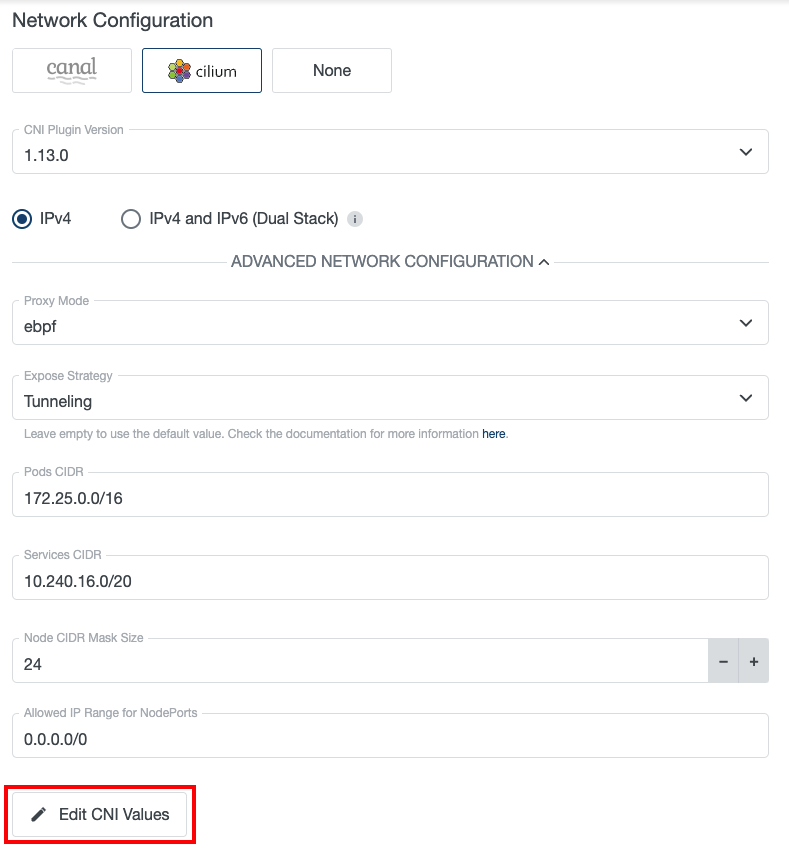 Network Configuration
canal
cilium
None
CNI Plugin Version
1.13.0
IPv4
IPv4 and IPv6 (Dual Stack)
i
ADVANCED NETWORK CONFIGURATION
Proxy Mode
ebpf
Expose Strategy
Tunneling
Leave empty to use the default value. Check the documentation for more information here.
Pods CIDR
172.25.0.0/16
Services CIDR
10.240.16.0/20
Node CIDR Mask Size
24
− +
Allowed IP Range for NodePorts
0.0.0.0/0
Edit CNI Values